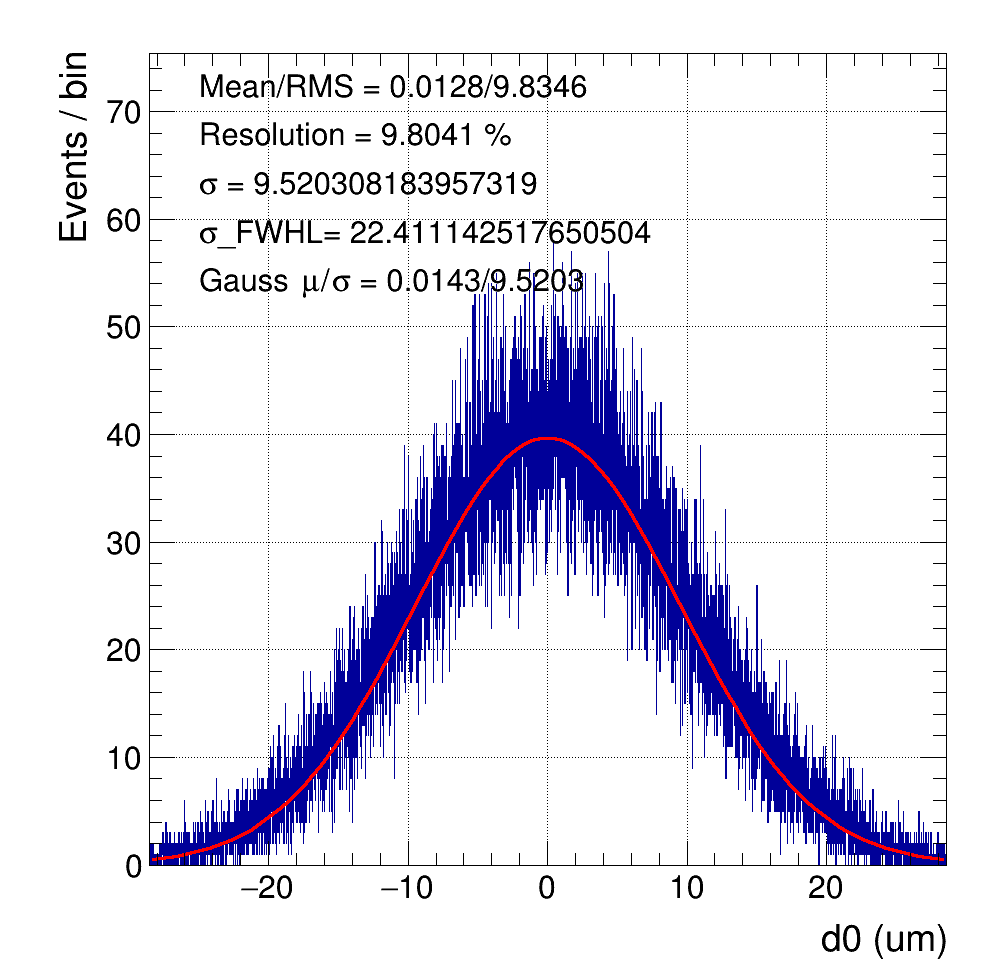 Events / bin
Mean/RMS = 0.0128/9.8346
Resolution = 9.8041 %
σ = 9.520308183957319
σ_FWHL= 22.411142517650504
Gauss μ/σ = 0.0143/9.5203
70
60
50
40
30
20
10
0
−20 −10 0 10 20
d0 (um)